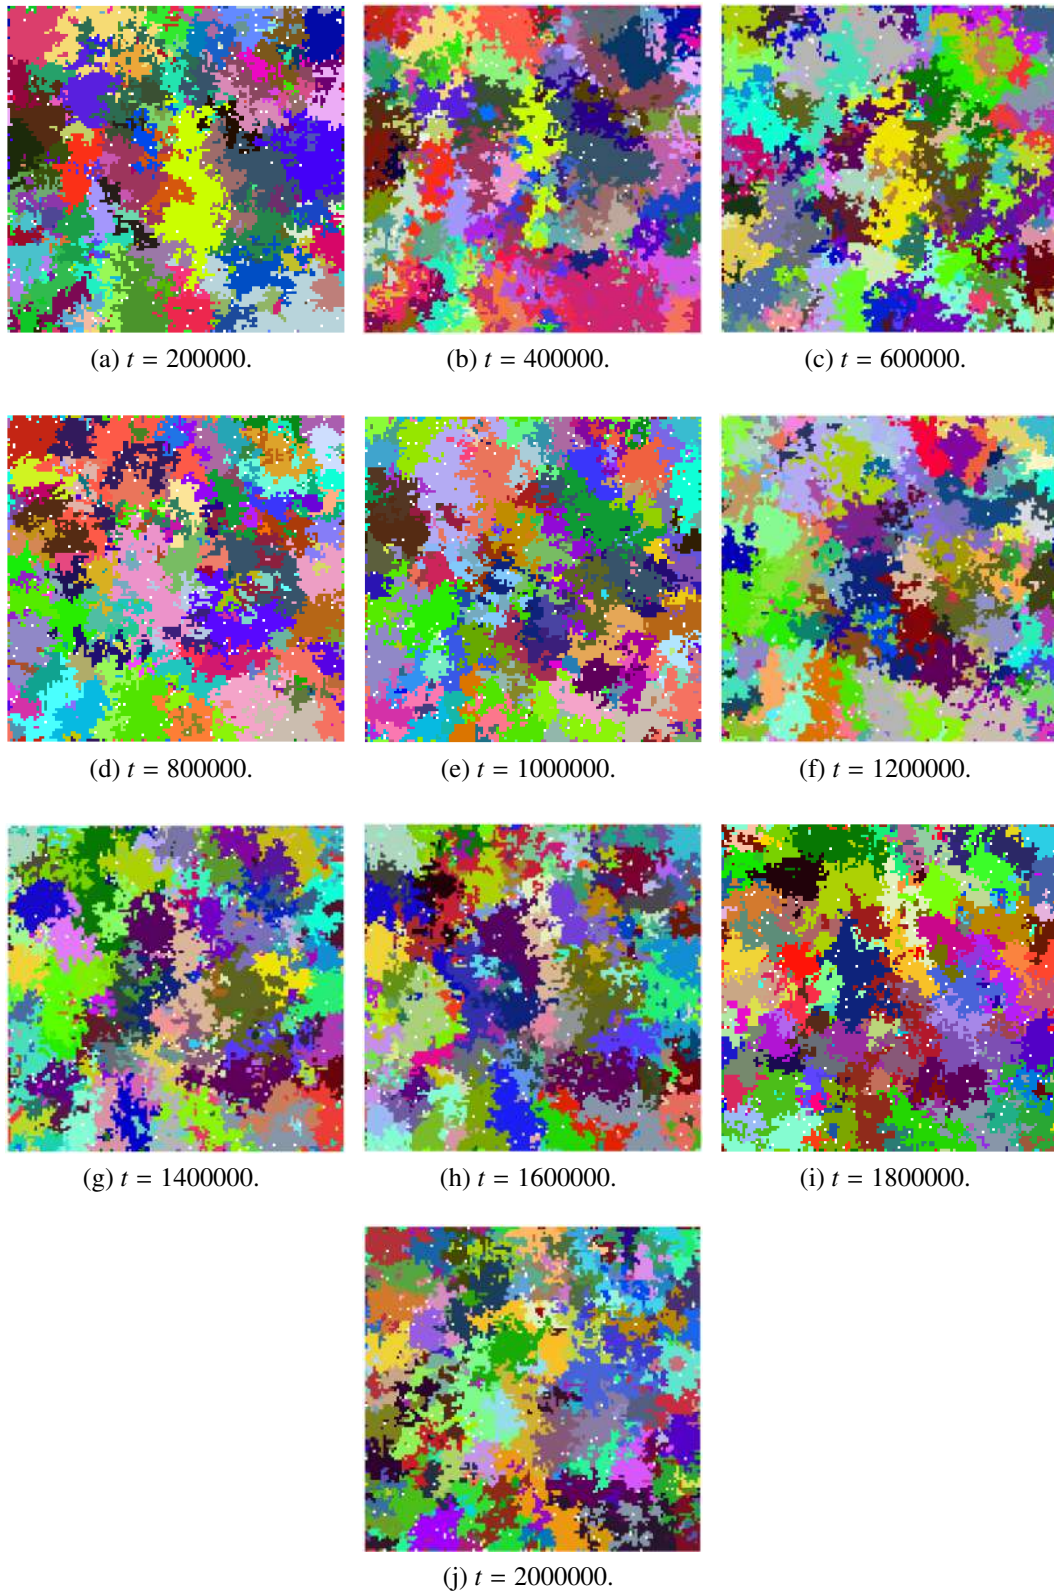 (a) t = 200000.
(b) t = 400000.
(c) t = 600000.
(d) t = 800000.
(e) t = 1000000.
(f) t = 1200000.
(g) t = 1400000.
(h) t = 1600000.
(i) t = 1800000.
(j) t = 2000000.